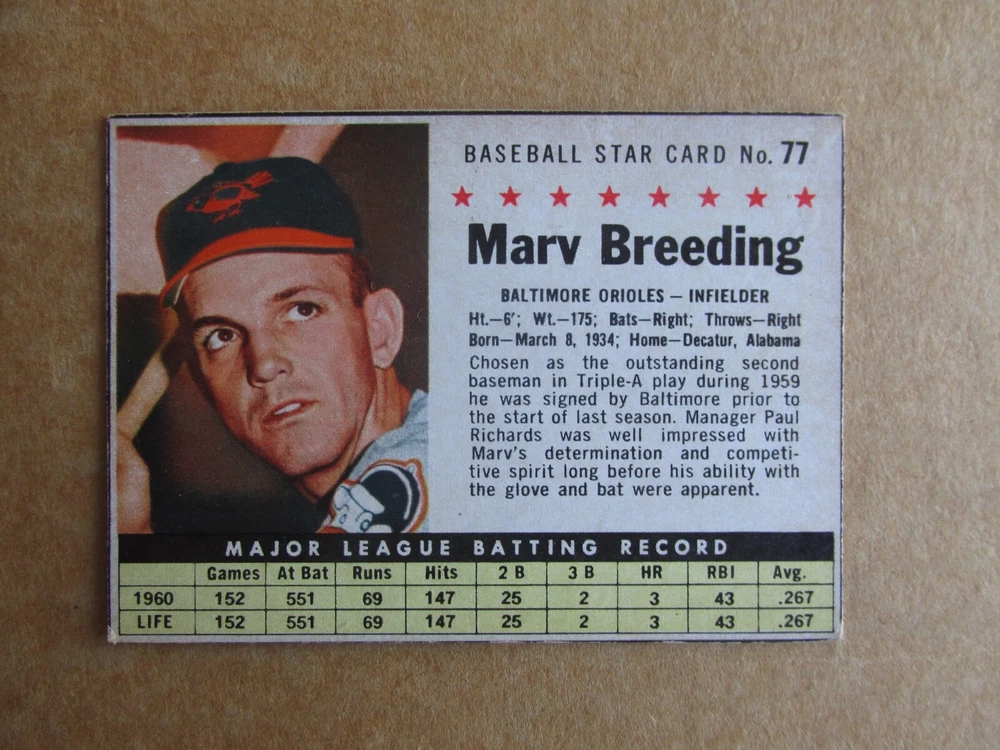 BASEBALL STAR CARD No. 77
Marv Breeding
BALTIMORE ORIOLES — INFIELDER
Ht.—6'; Wt.—175; Bats—Right; Throws—Right
Born—March 8, 1934; Home—Decatur, Alabama
Chosen as the outstanding second
baseman in Triple-A play during 1959
he was signed by Baltimore prior to
the start of last season. Manager Paul
Richards was well impressed with
Marv's determination and competi-
tive spirit long before his ability with
the glove and bat were apparent.
MAJOR LEAGUE BATTING RECORD
Games At Bat Runs Hits 2 B 3 B HR RBI Avg.
1960 152 551 69 147 25 2 3 43 .267
LIFE 152 551 69 147 25 2 3 43 .267